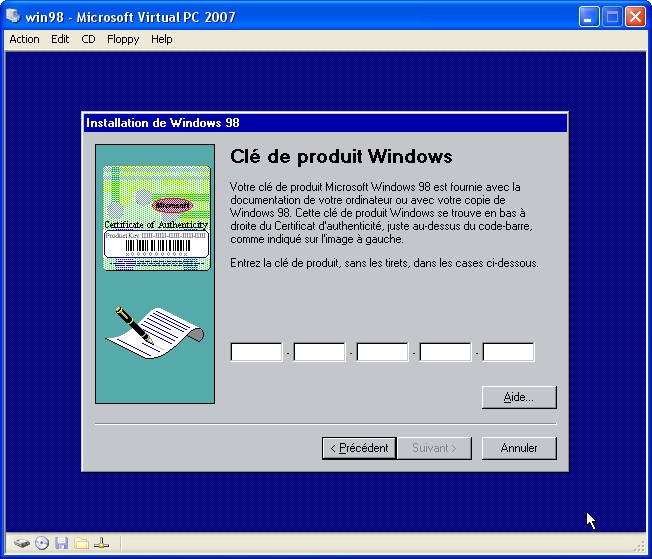 win98 - Microsoft Virtual PC 2007
Action Edit CD Floppy Help
Installation de Windows 98
Clé de produit Windows
Votre clé de produit Microsoft Windows 98 est fournie avec la
documentation de votre ordinateur ou avec votre copie de
Windows 98. Cette clé de produit Windows se trouve en bas à
droite du Certificat d'authenticité, juste au-dessus du code-barre,
comme indiqué sur l'image à gauche.
Entrez la clé de produit, sans les tirets, dans les cases ci-dessous.
Microsoft
Certificate of Authenticity
Product Key:
- - - -
Aide...
< Précédent Suivant > Annuler